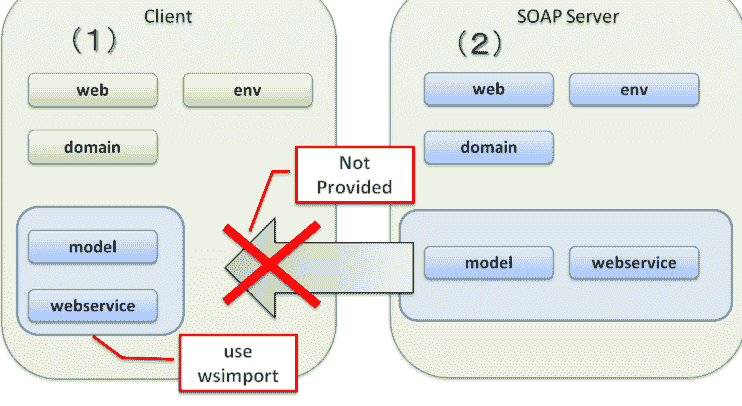 Client
（１）
web
env
domain
model
webservice
use
wsimport
Not
Provided
SOAP Server
（２）
web
env
domain
model
webservice